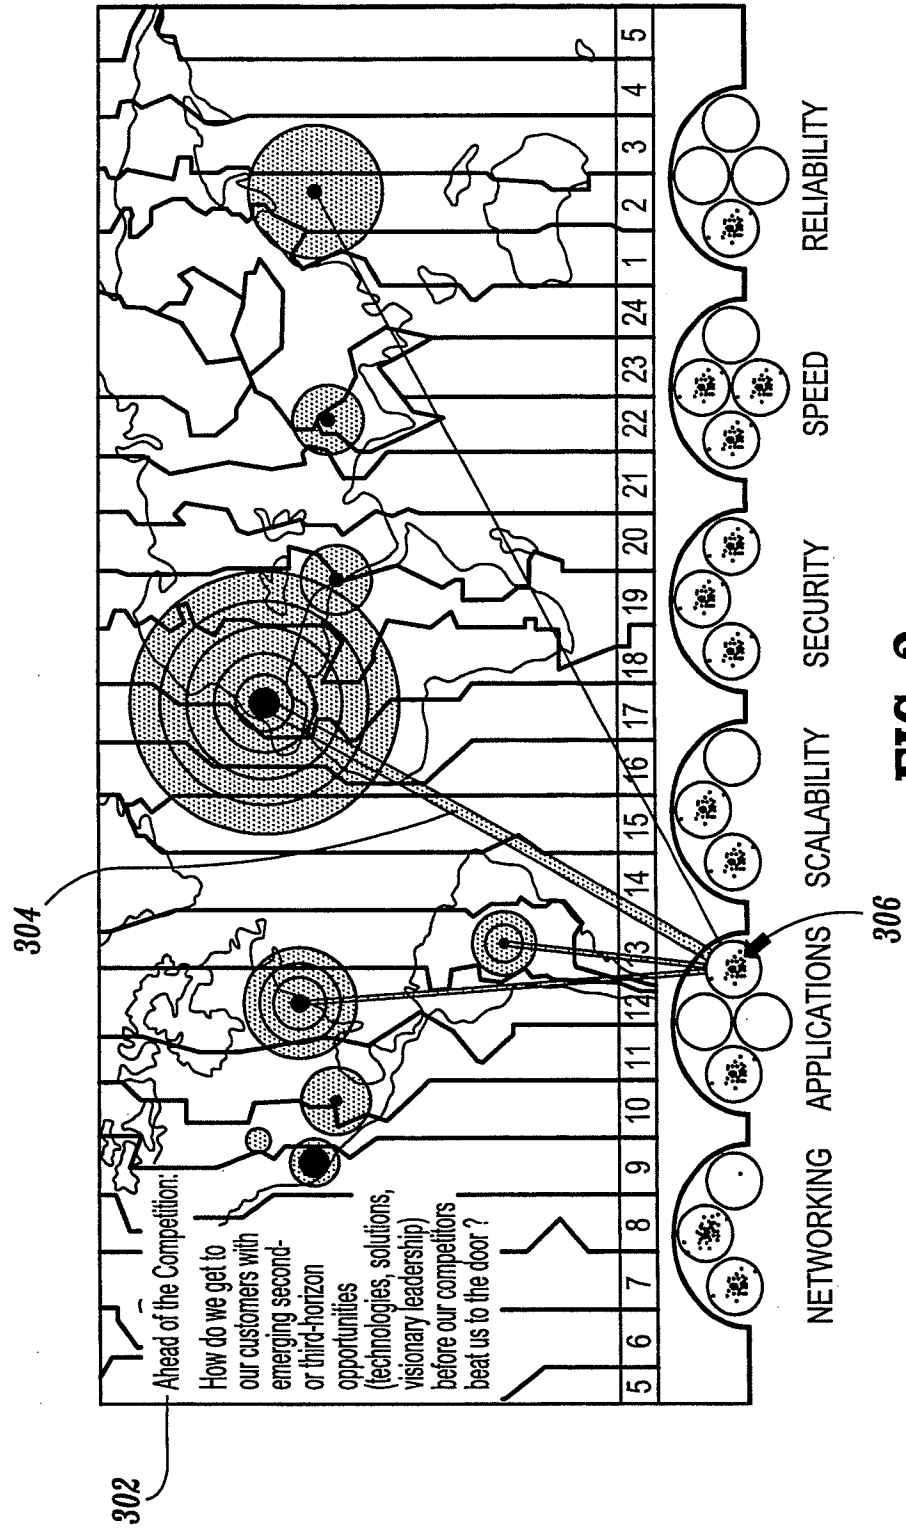 302
Ahead of the Competition:
How do we get to
our customers with
emerging second-
or third-horizon
opportunities
(technologies, solutions,
visionary leadership)
before our competitors
beat us to the door ?
304
5 6 7 8 9 10 11 12 13 14 15 16 17 18 19 20 21 22 23 24 1 2 3 4 5
NETWORKING APPLICATIONS SCALABILITY SECURITY SPEED RELIABILITY
306
FIG.